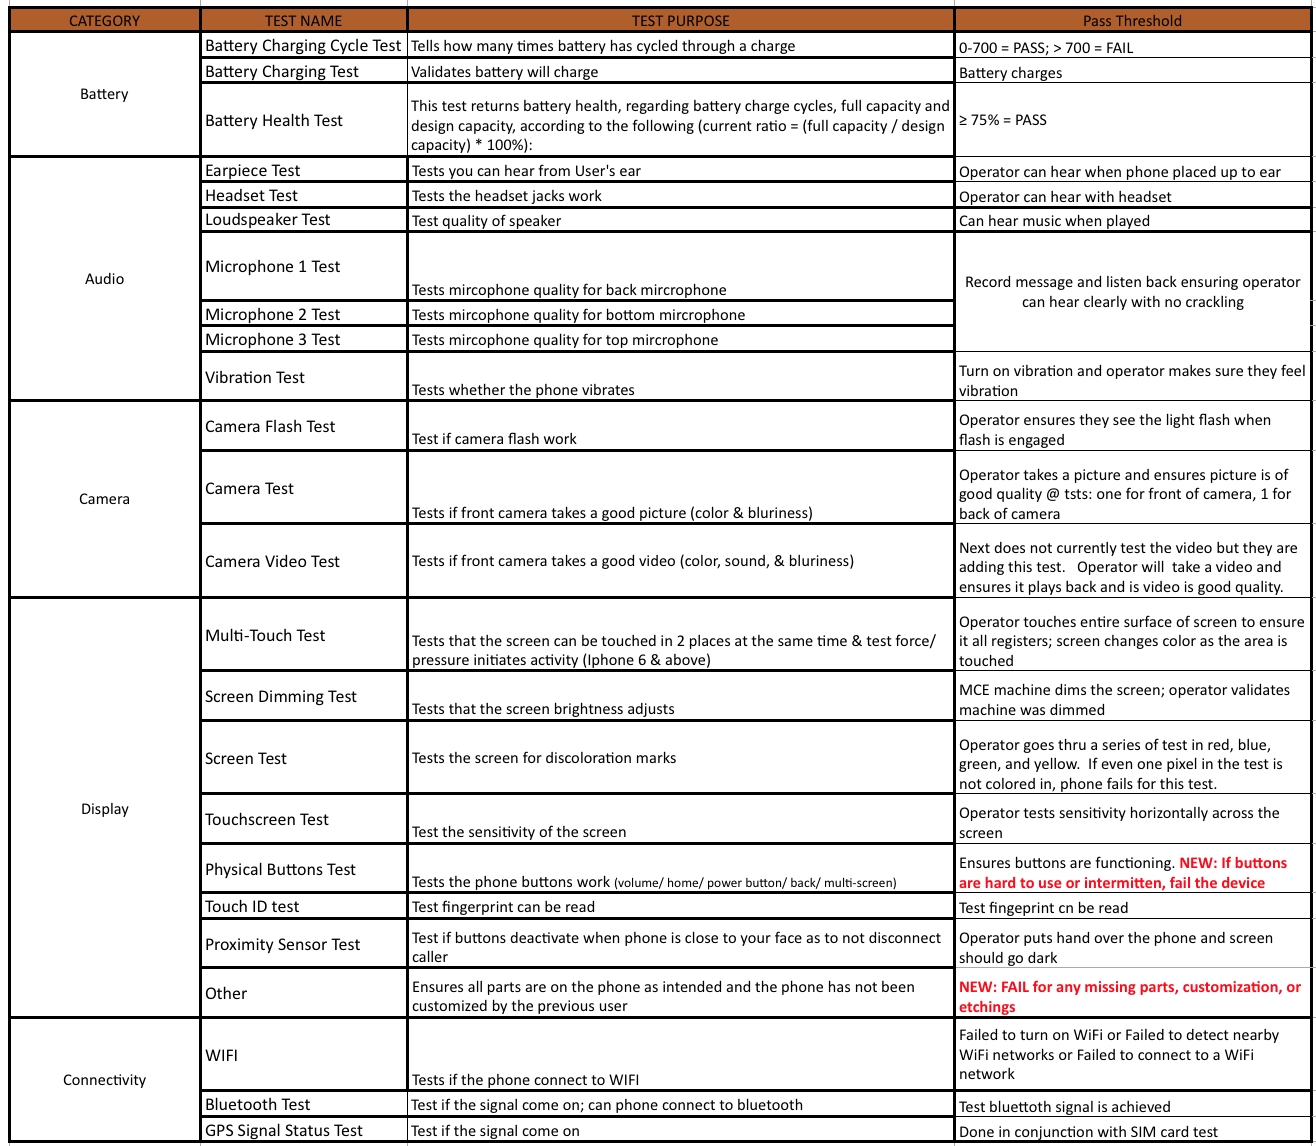 CATEGORY TEST NAME TEST PURPOSE Pass Threshold
Battery
Battery Charging Cycle Test Tells how many times battery has cycled through a charge 0-700 = PASS; > 700 = FAIL
Battery Charging Test Validates battery will charge Battery charges
Battery Health Test
This test returns battery health, regarding battery charge cycles, full capacity and
design capacity, according to the following (current ratio = (full capacity / design
capacity) * 100%):
≥ 75% = PASS
Audio
Earpiece Test Tests you can hear from User's ear Operator can hear when phone placed up to ear
Headset Test Tests the headset jacks work Operator can hear with headset
Loudspeaker Test Test quality of speaker Can hear music when played
Microphone 1 Test Tests mircophone quality for back mircrophone
Microphone 2 Test Tests mircophone quality for bottom mircrophone
Microphone 3 Test Tests mircophone quality for top mircrophone
Record message and listen back ensuring operator
can hear clearly with no crackling
Vibration Test Tests whether the phone vibrates
Turn on vibration and operator makes sure they feel
vibration
Camera
Camera Flash Test Test if camera flash work
Operator ensures they see the light flash when
flash is engaged
Camera Test Tests if front camera takes a good picture (color & bluriness)
Operator takes a picture and ensures picture is of
good quality @ tsts: one for front of camera, 1 for
back of camera
Camera Video Test Tests if front camera takes a good video (color, sound, & bluriness)
Next does not currently test the video but they are
adding this test. Operator will take a video and
ensures it plays back and is video is good quality.
Display
Multi-Touch Test
Tests that the screen can be touched in 2 places at the same time & test force/
pressure initiates activity (Iphone 6 & above)
Operator touches entire surface of screen to ensure
it all registers; screen changes color as the area is
touched
Screen Dimming Test Tests that the screen brightness adjusts
MCE machine dims the screen; operator validates
machine was dimmed
Screen Test Tests the screen for discoloration marks
Operator goes thru a series of test in red, blue,
green, and yellow. If even one pixel in the test is
not colored in, phone fails for this test.
Touchscreen Test Test the sensitivity of the screen
Operator tests sensitivity horizontally across the
screen
Physical Buttons Test Tests the phone buttons work (volume/ home/ power button/ back/ multi-screen)
Ensures buttons are functioning. NEW: If buttons
are hard to use or intermitten, fail the device
Touch ID test Test fingerprint can be read Test fingeprint cn be read
Proximity Sensor Test
Test if buttons deactivate when phone is close to your face as to not disconnect
caller
Operator puts hand over the phone and screen
should go dark
Other
Ensures all parts are on the phone as intended and the phone has not been
customized by the previous user
NEW: FAIL for any missing parts, customization, or
etchings
Connectivity
WIFI Tests if the phone connect to WIFI
Failed to turn on WiFi or Failed to detect nearby
WiFi networks or Failed to connect to a WiFi
network
Bluetooth Test Test if the signal come on; can phone connect to bluetooth Test bluettoth signal is achieved
GPS Signal Status Test Test if the signal come on Done in conjunction with SIM card test